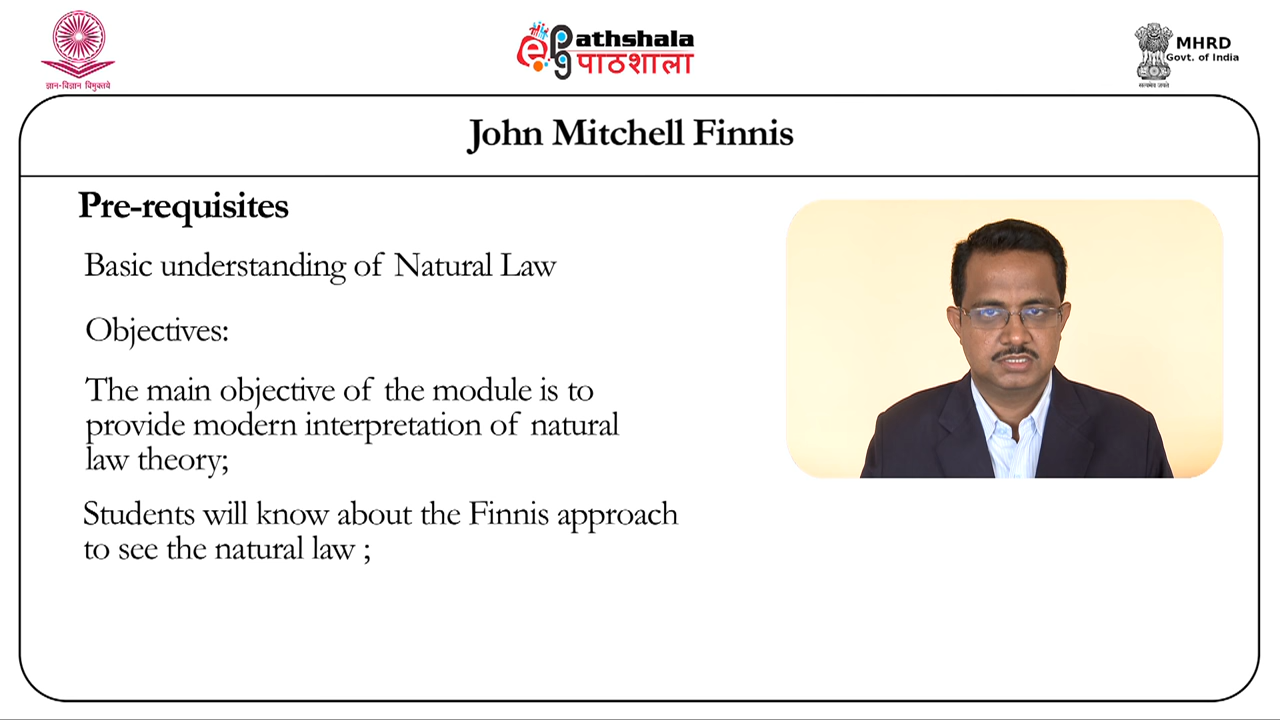 ज्ञान-विज्ञान विमुक्तये
e pg athshala
पाठशाला
MHRD
Govt. of India
सत्यमेव जयते
John Mitchell Finnis
Pre-requisites
Basic understanding of Natural Law
Objectives:
The main objective of the module is to
provide modern interpretation of natural
law theory;
Students will know about the Finnis approach
to see the natural law ;